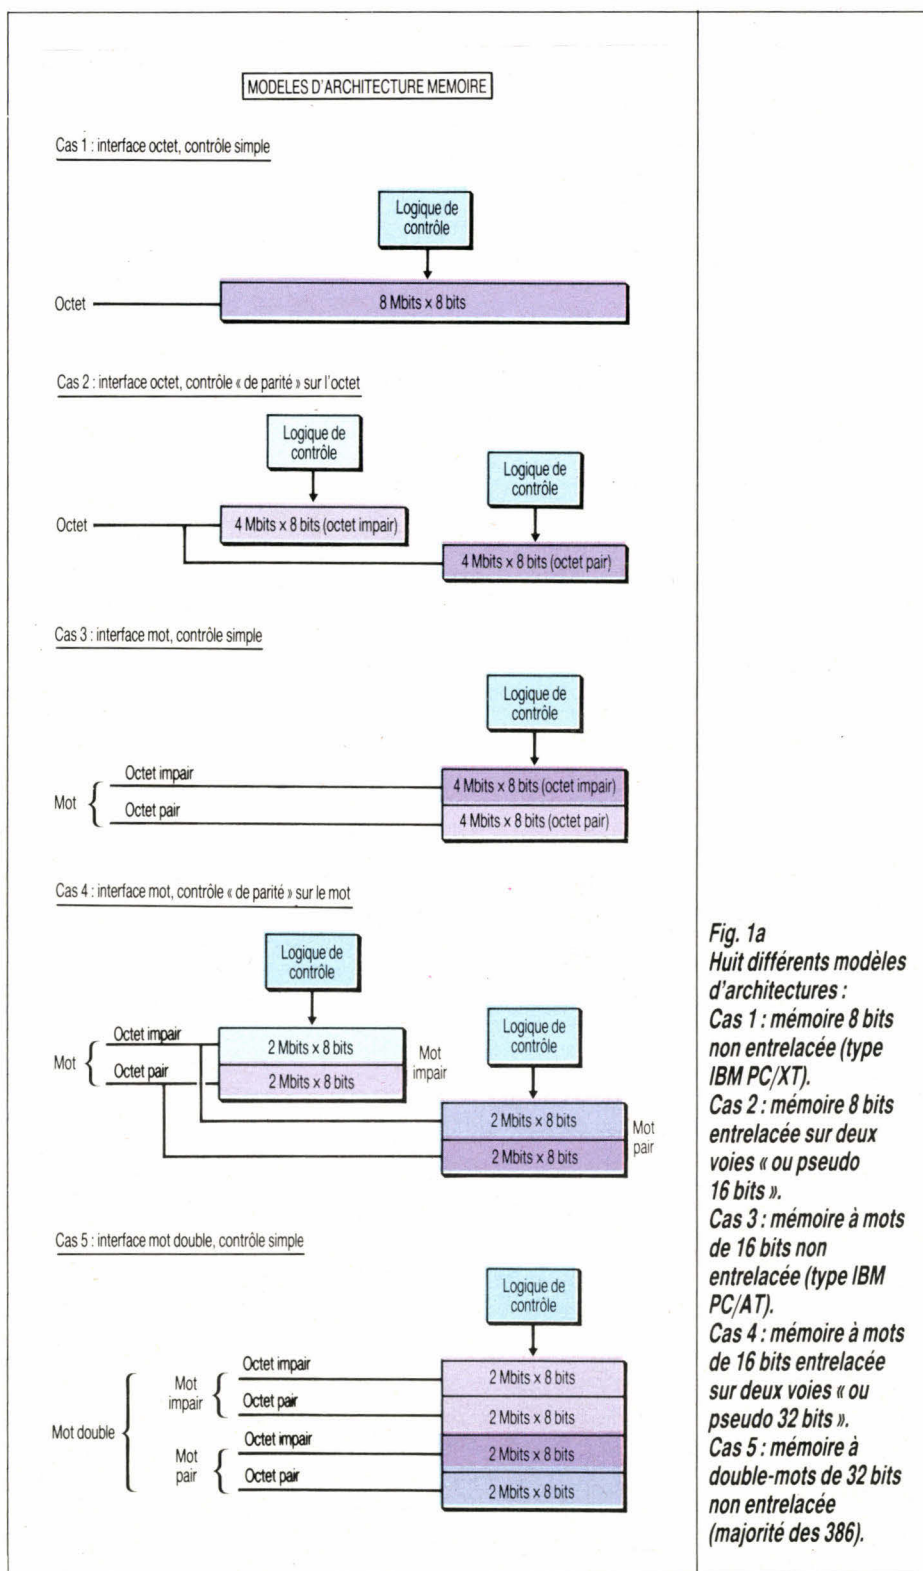 MODELES D'ARCHITECTURE MEMOIRE
Cas 1 : interface octet, contrôle simple
Logique de
contrôle
Octet
8 Mbits × 8 bits
Cas 2 : interface octet, contrôle « de parité » sur l'octet
Logique de
contrôle
Logique de
contrôle
Octet
4 Mbits × 8 bits (octet impair)
4 Mbits × 8 bits (octet pair)
Cas 3 : interface mot, contrôle simple
Logique de
contrôle
Mot
Octet impair
Octet pair
4 Mbits × 8 bits (octet impair)
4 Mbits × 8 bits (octet pair)
Cas 4 : interface mot, contrôle « de parité » sur le mot
Logique de
contrôle
Logique de
contrôle
Mot
Octet impair
Octet pair
2 Mbits × 8 bits
2 Mbits × 8 bits
Mot
impair
2 Mbits × 8 bits
2 Mbits × 8 bits
Mot
pair
Cas 5 : interface mot double, contrôle simple
Logique de
contrôle
Mot double
Mot
impair
Octet impair
Octet pair
Mot
pair
Octet impair
Octet pair
2 Mbits × 8 bits
2 Mbits × 8 bits
2 Mbits × 8 bits
2 Mbits × 8 bits
Fig. 1a
Huit différents modèles
d'architectures :
Cas 1 : mémoire 8 bits
non entrelacée (type
IBM PC/XT).
Cas 2 : mémoire 8 bits
entrelacée sur deux
voies « ou pseudo
16 bits ».
Cas 3 : mémoire à mots
de 16 bits non
entrelacée (type IBM
PC/AT).
Cas 4 : mémoire à mots
de 16 bits entrelacée
sur deux voies « ou
pseudo 32 bits ».
Cas 5 : mémoire à
double-mots de 32 bits
non entrelacée
(majorité des 386).